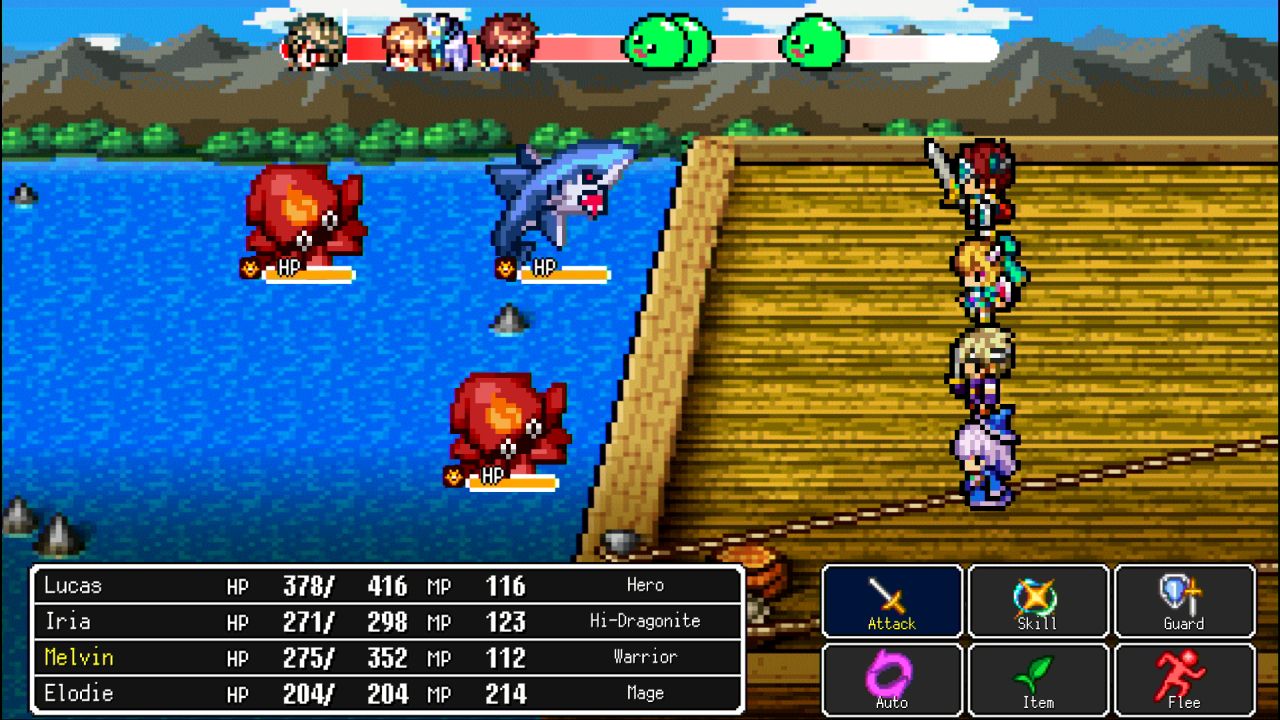 HP
HP
HP
Lucas HP 378/ 416 MP 116 Hero
Iria HP 271/ 298 MP 123 Hi-Dragonite
Melvin HP 275/ 352 MP 112 Warrior
Elodie HP 204/ 204 MP 214 Mage
Attack Skill Guard
Auto Item Flee